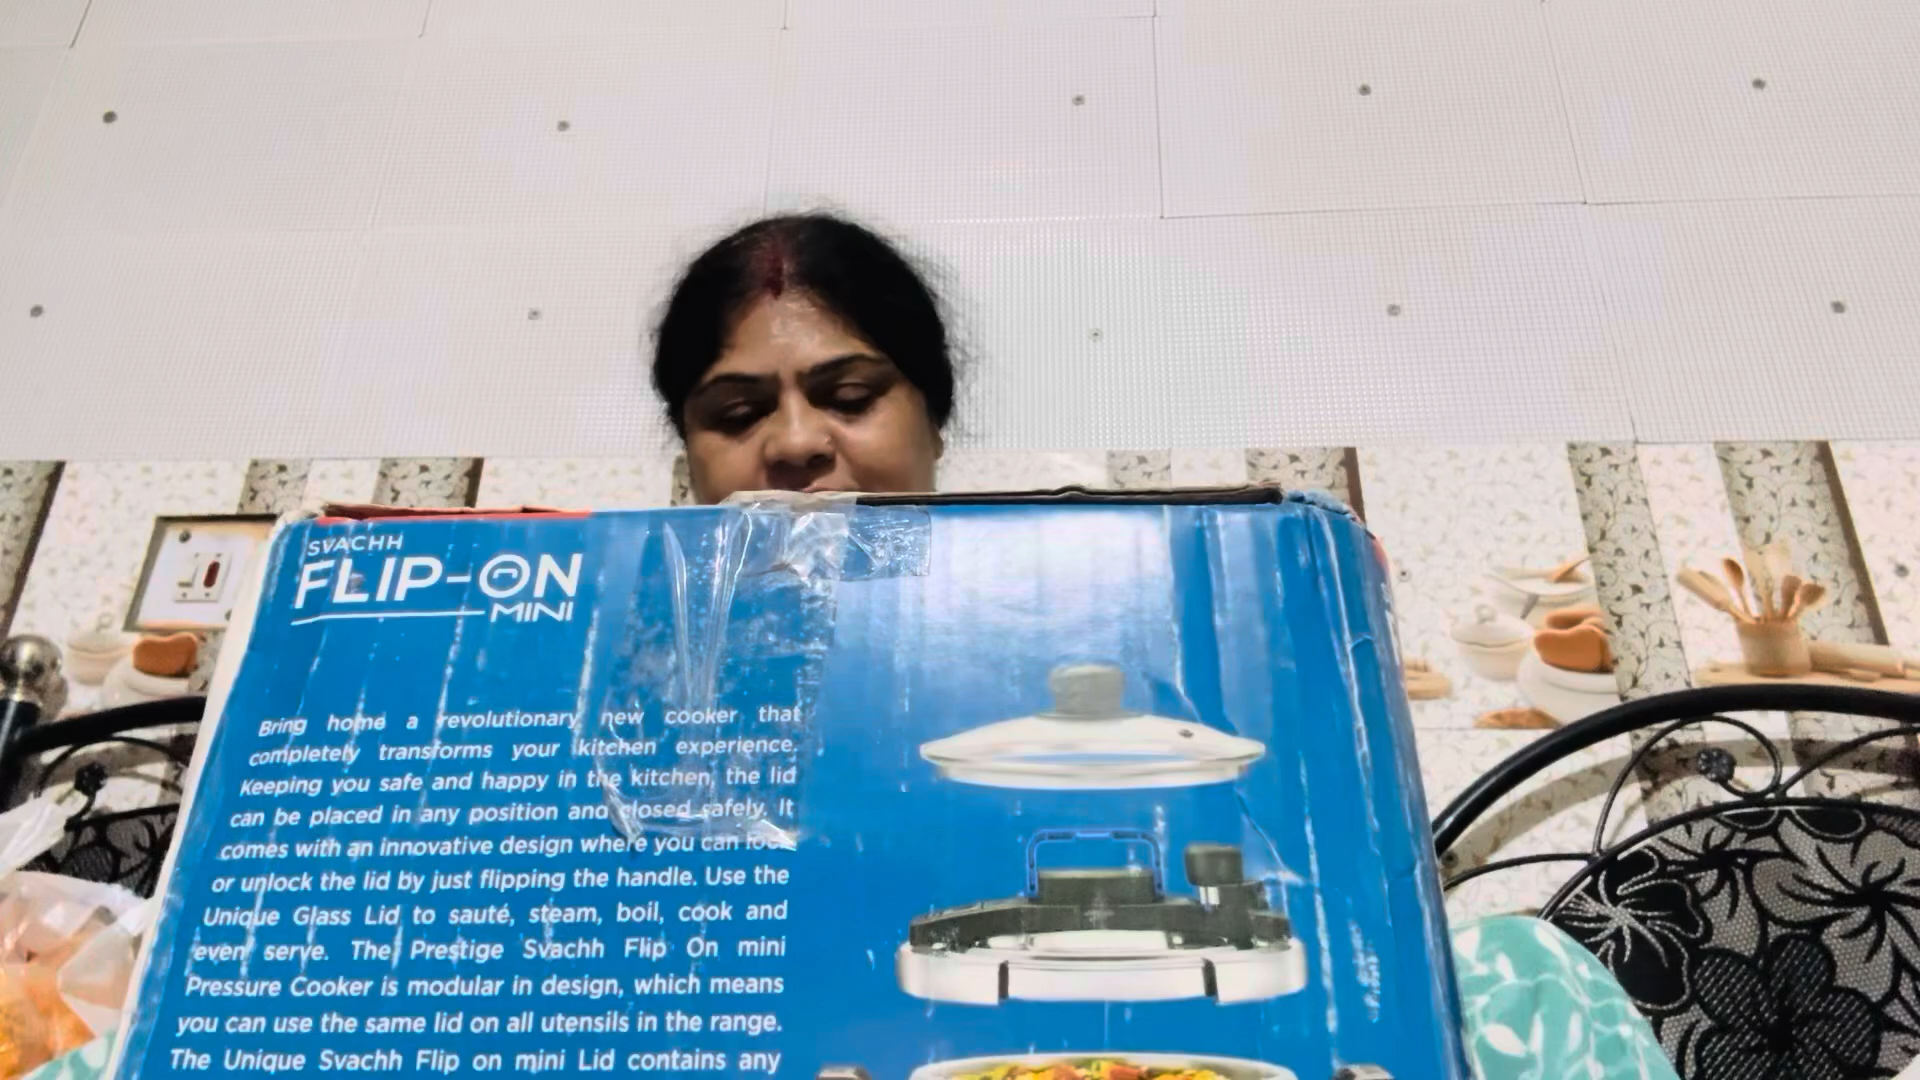 SVACHH
FLIP-ON
MINI
Bring home a revolutionary new cooker that
completely transforms your kitchen experience.
Keeping you safe and happy in the kitchen, the lid
can be placed in any position and closed safely. It
comes with an innovative design where you can lock
or unlock the lid by just flipping the handle. Use the
Unique Glass Lid to sauté, steam, boil, cook and
even serve. The Prestige Svachh Flip On mini
Pressure Cooker is modular in design, which means
you can use the same lid on all utensils in the range.
The Unique Svachh Flip on mini Lid contains any